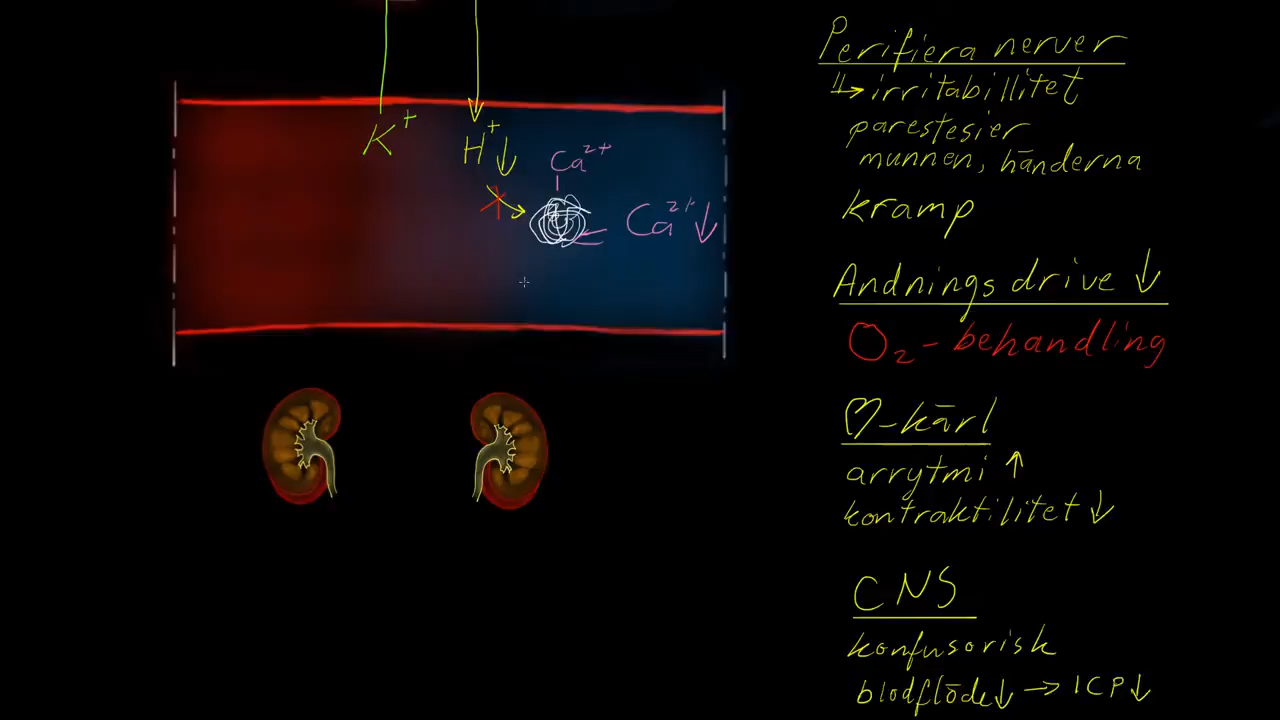 K+
H+ ↓
Ca2+
Ca2+ ↓
Perifiera nerver
↳ irritabillitet
parestesier
munnen, händerna
kramp
Andnings drive ↓
O2-behandling
♡-kärl
arrytmi ↑
kontraktilitet ↓
CNS
konfusorisk
blodflöde ↓ → ICP ↓